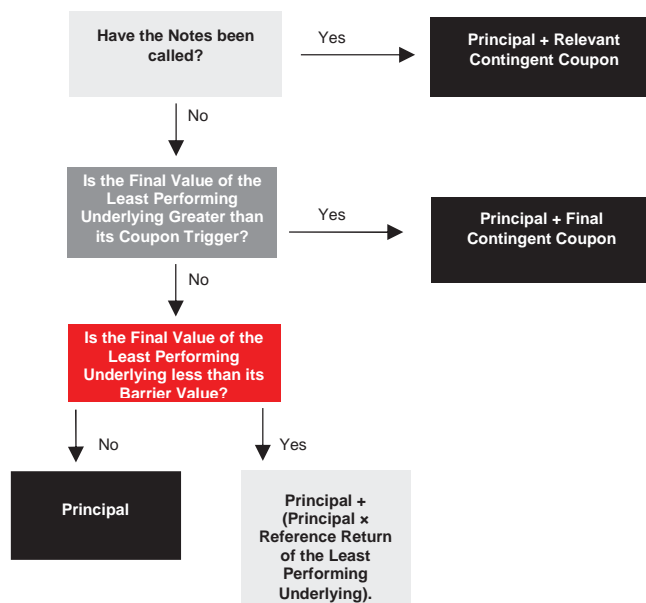 Have the Notes been
called?
Yes
Principal + Relevant
Contingent Coupon
No
Is the Final Value of the
Least Performing
Underlying Greater than
its Coupon Trigger?
Yes
Principal + Final
Contingent Coupon
No
Is the Final Value of the
Least Performing
Underlying less than its
Barrier Value?
No
Yes
Principal
Principal +
(Principal ×
Reference Return
of the Least
Performing
Underlying).